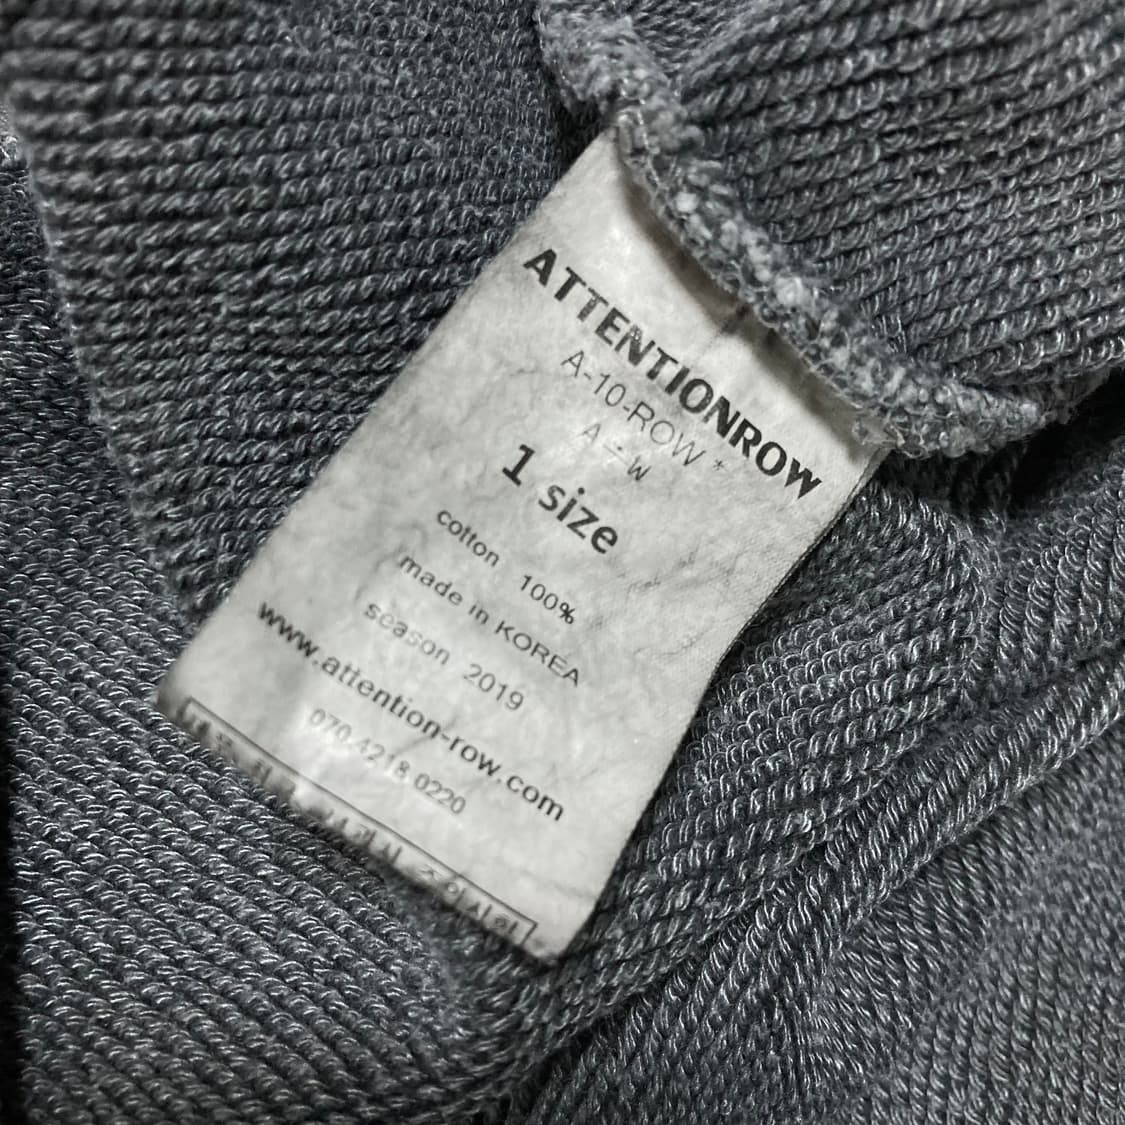 ATTENTIONROW
A-10-ROW *
A — W
1 size
cotton 100%
made in KOREA
season 2019
www.attention-row.com
070.4218.0220